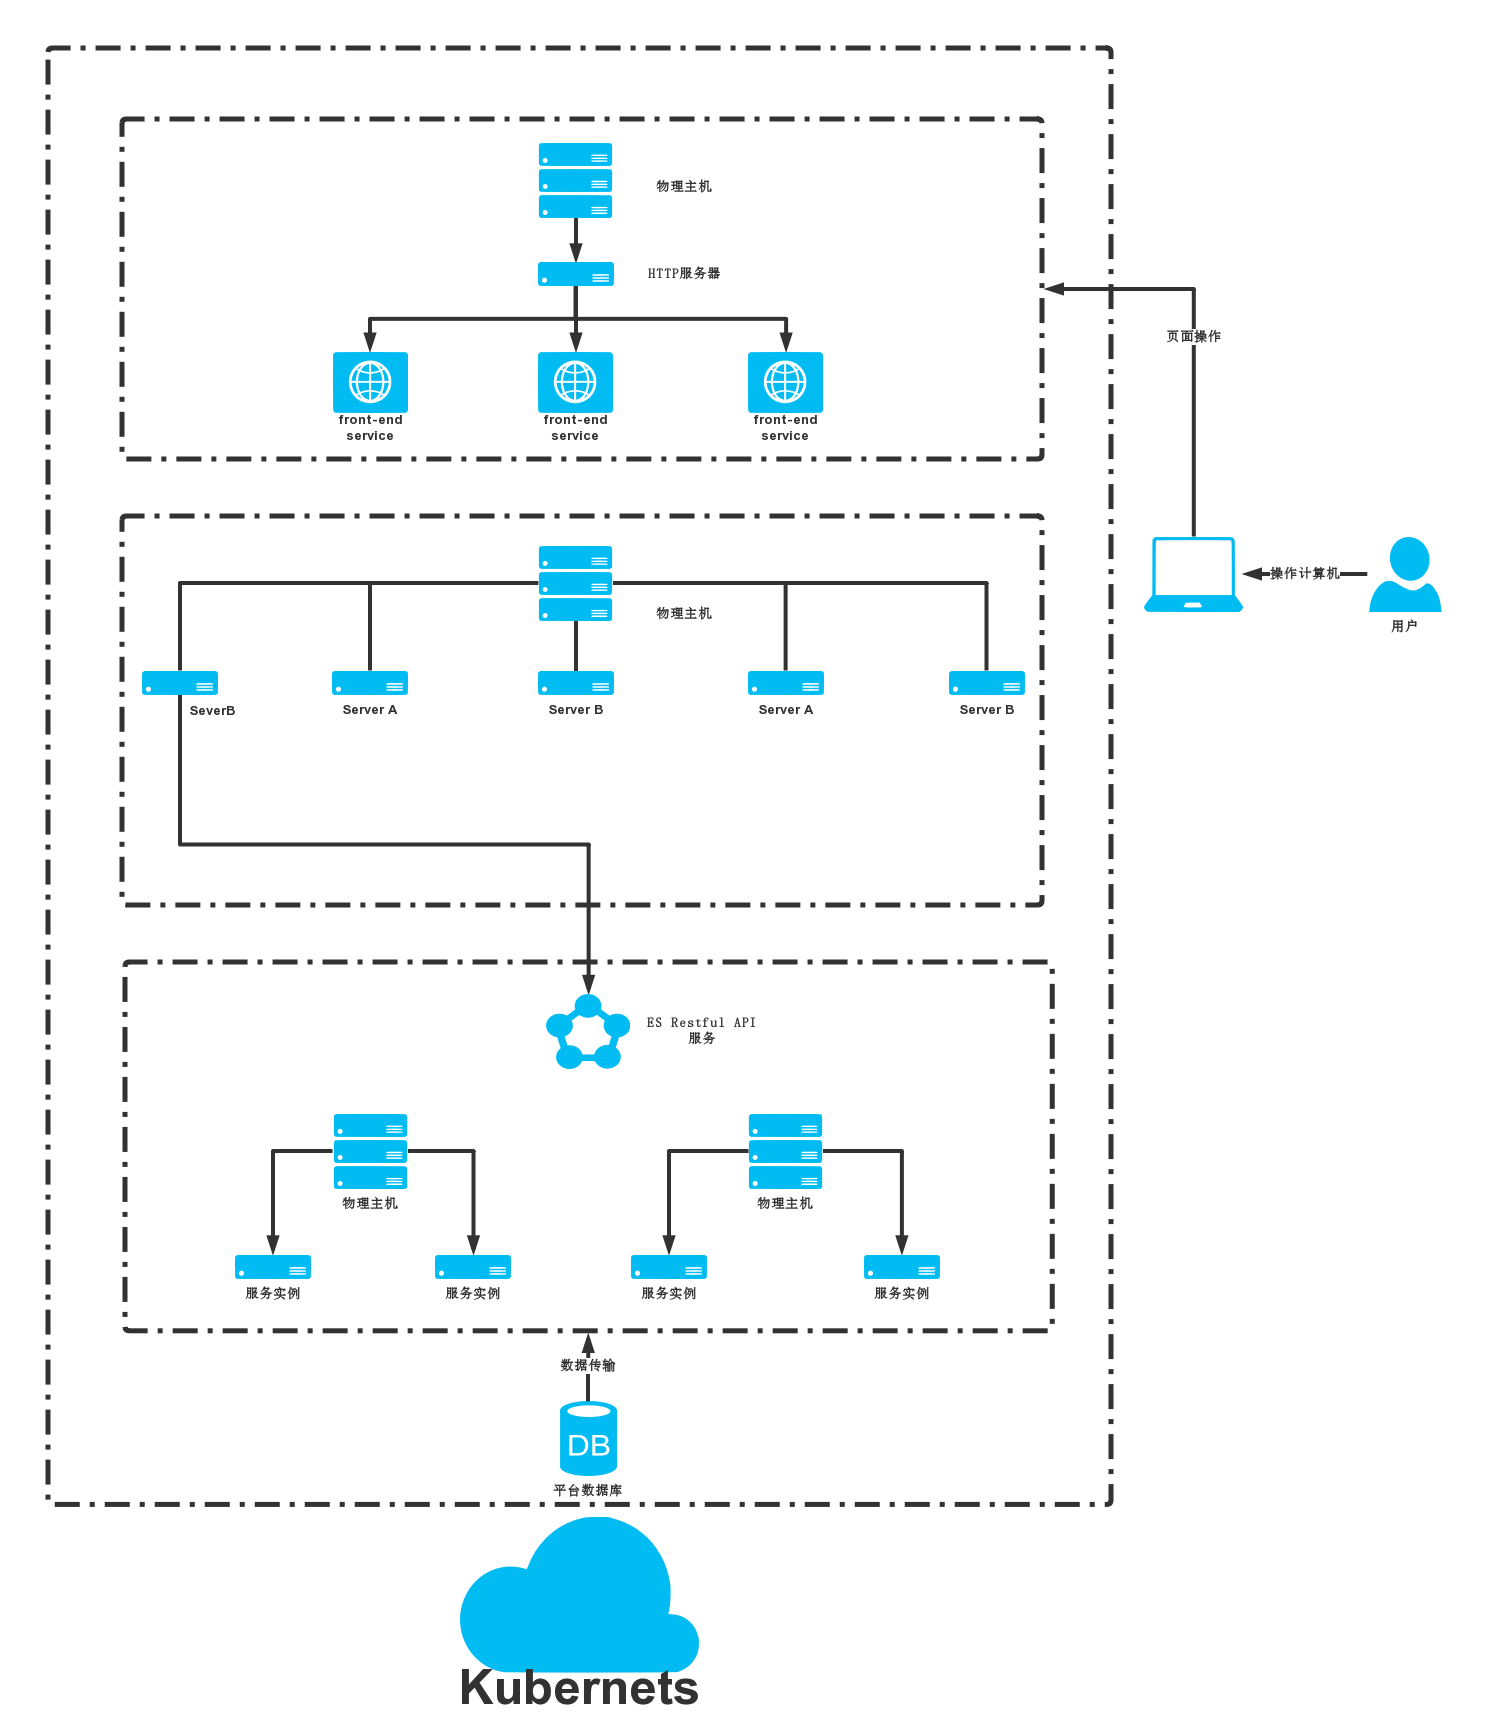 物理主机
HTTP服务器
front-end
service
front-end
service
front-end
service
页面操作
物理主机
操作计算机
用户
SeverB
Server A
Server B
Server A
Server B
ES Restful API
服务
物理主机
物理主机
服务实例
服务实例
服务实例
服务实例
数据传输
DB
平台数据库
Kubernets